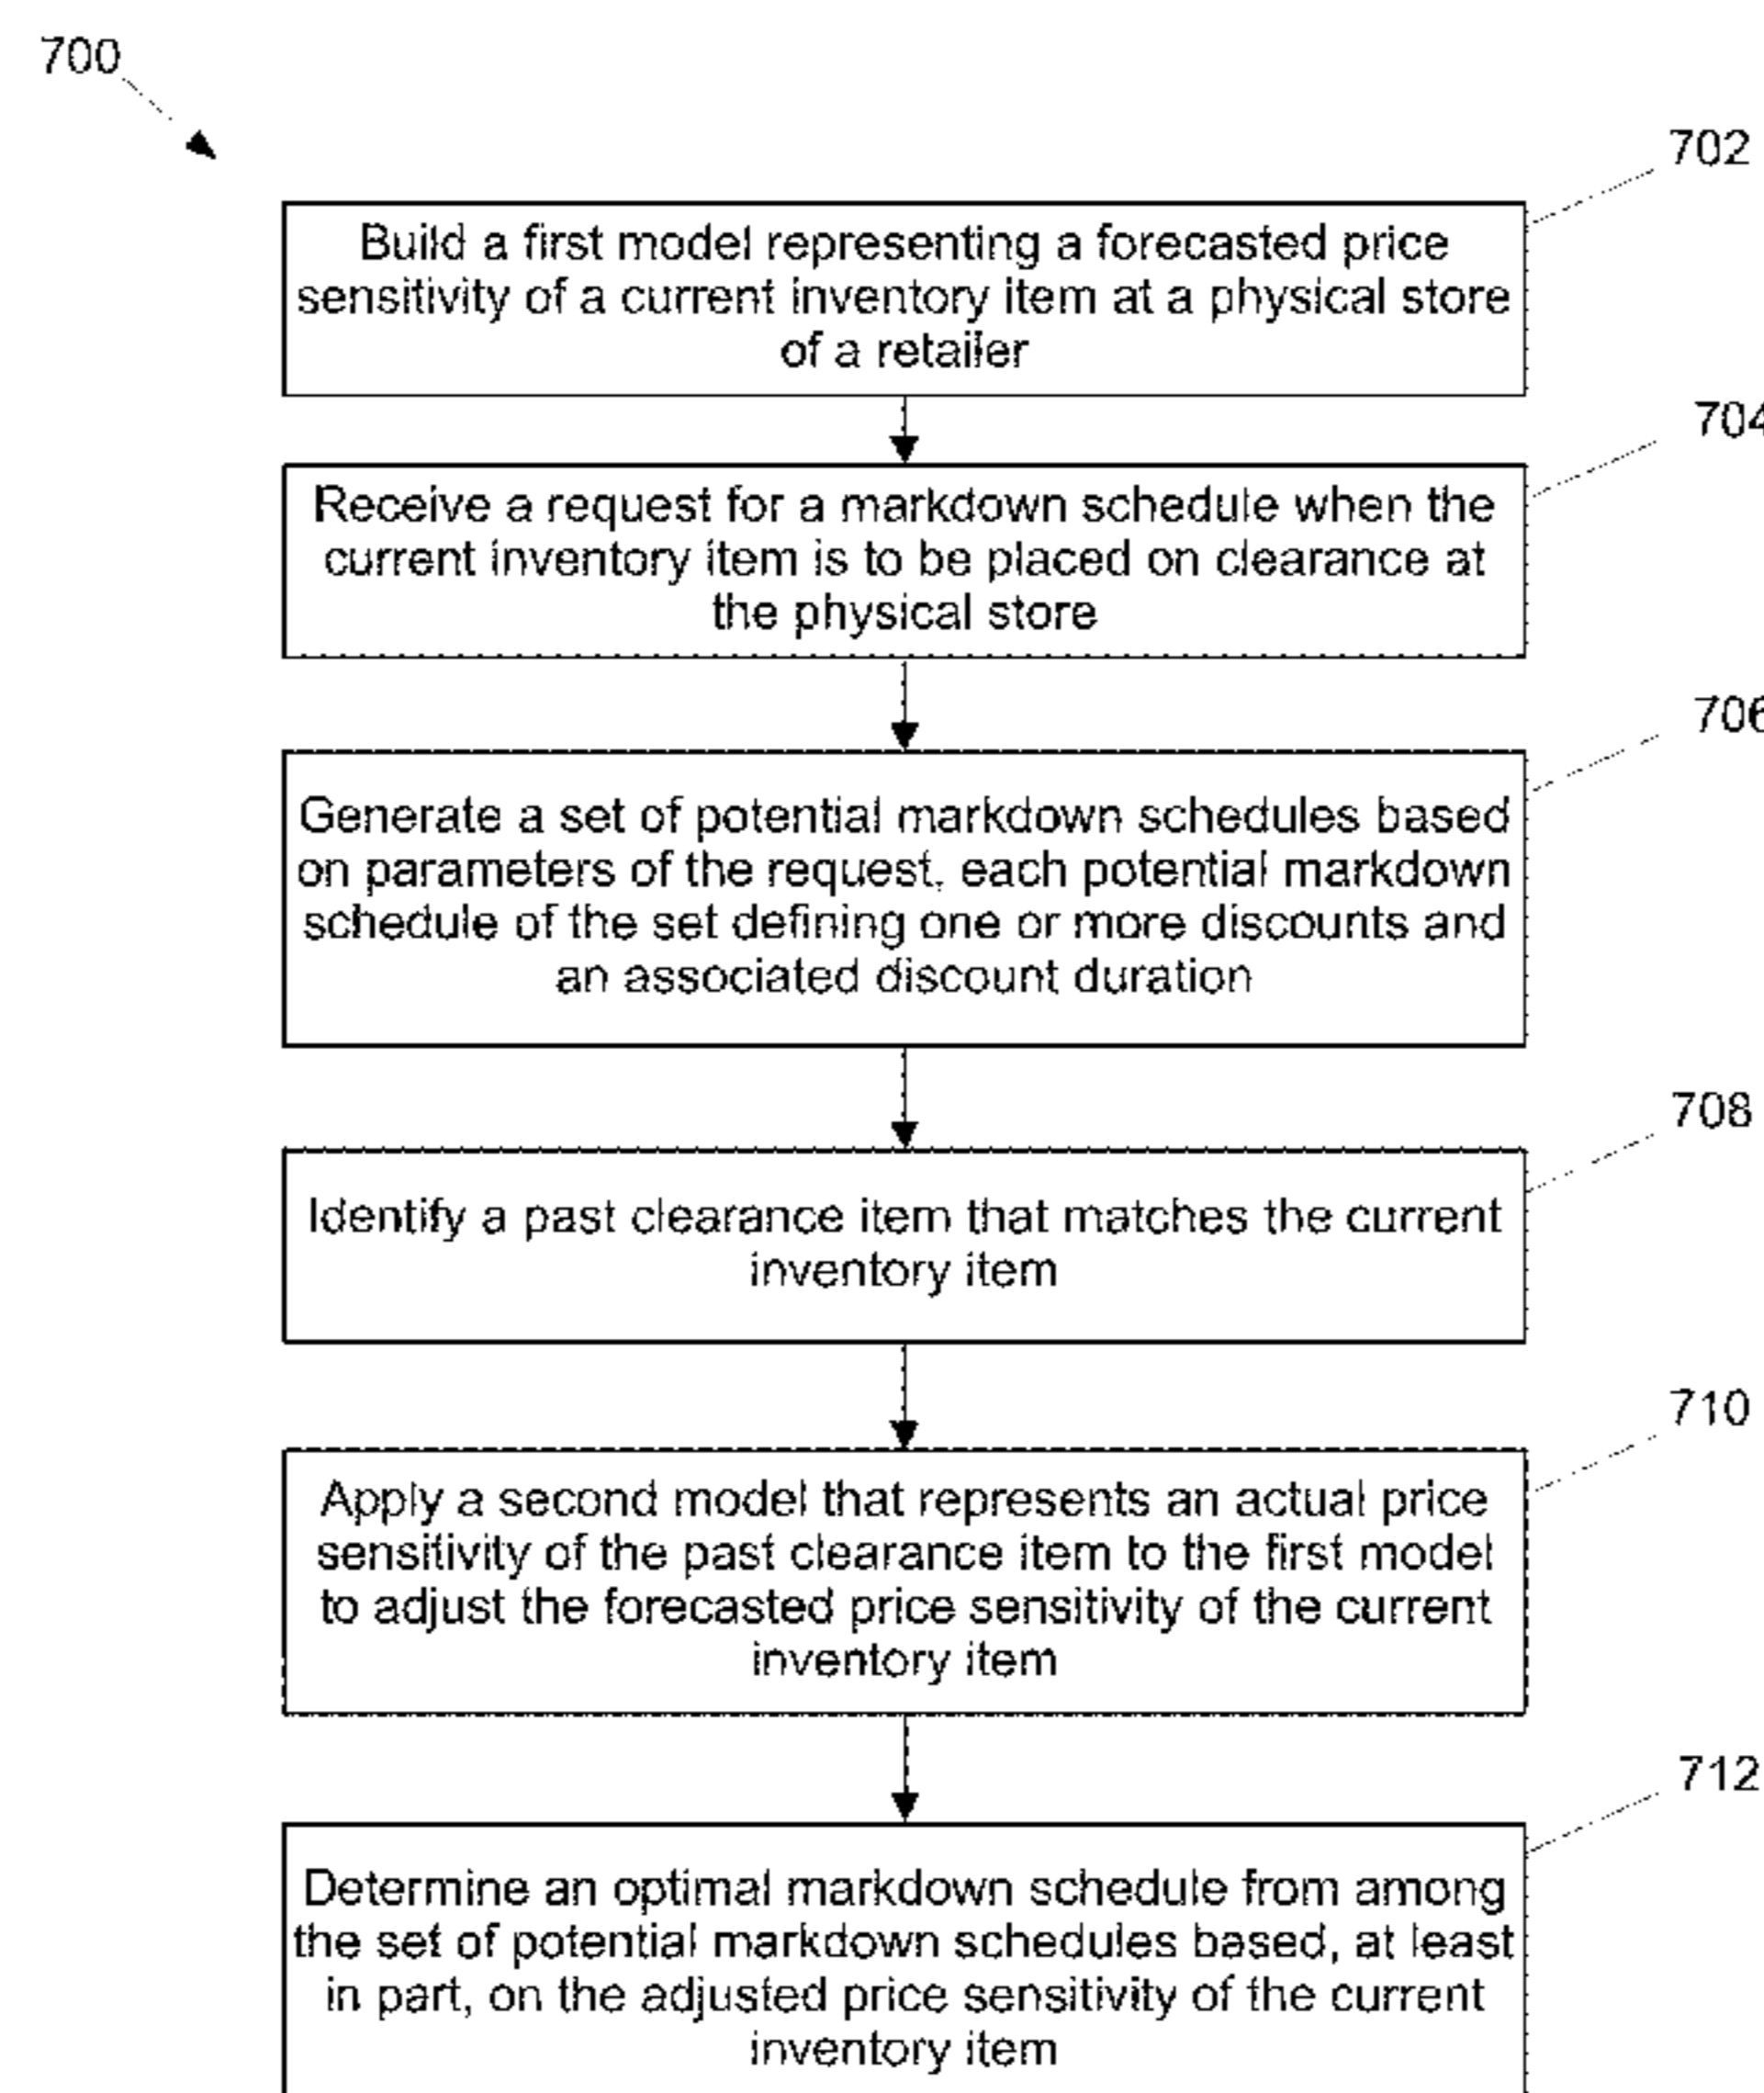 700
702
Build a first model representing a forecasted price
sensitivity of a current inventory item at a physical store
of a retailer
704
Receive a request for a markdown schedule when the
current inventory item is to be placed on clearance at
the physical store
706
Generate a set of potential markdown schedules based
on parameters of the request, each potential markdown
schedule of the set defining one or more discounts and
an associated discount duration
708
Identify a past clearance item that matches the current
inventory item
710
Apply a second model that represents an actual price
sensitivity of the past clearance item to the first model
to adjust the forecasted price sensitivity of the current
inventory item
712
Determine an optimal markdown schedule from among
the set of potential markdown schedules based, at least
in part, on the adjusted price sensitivity of the current
inventory item